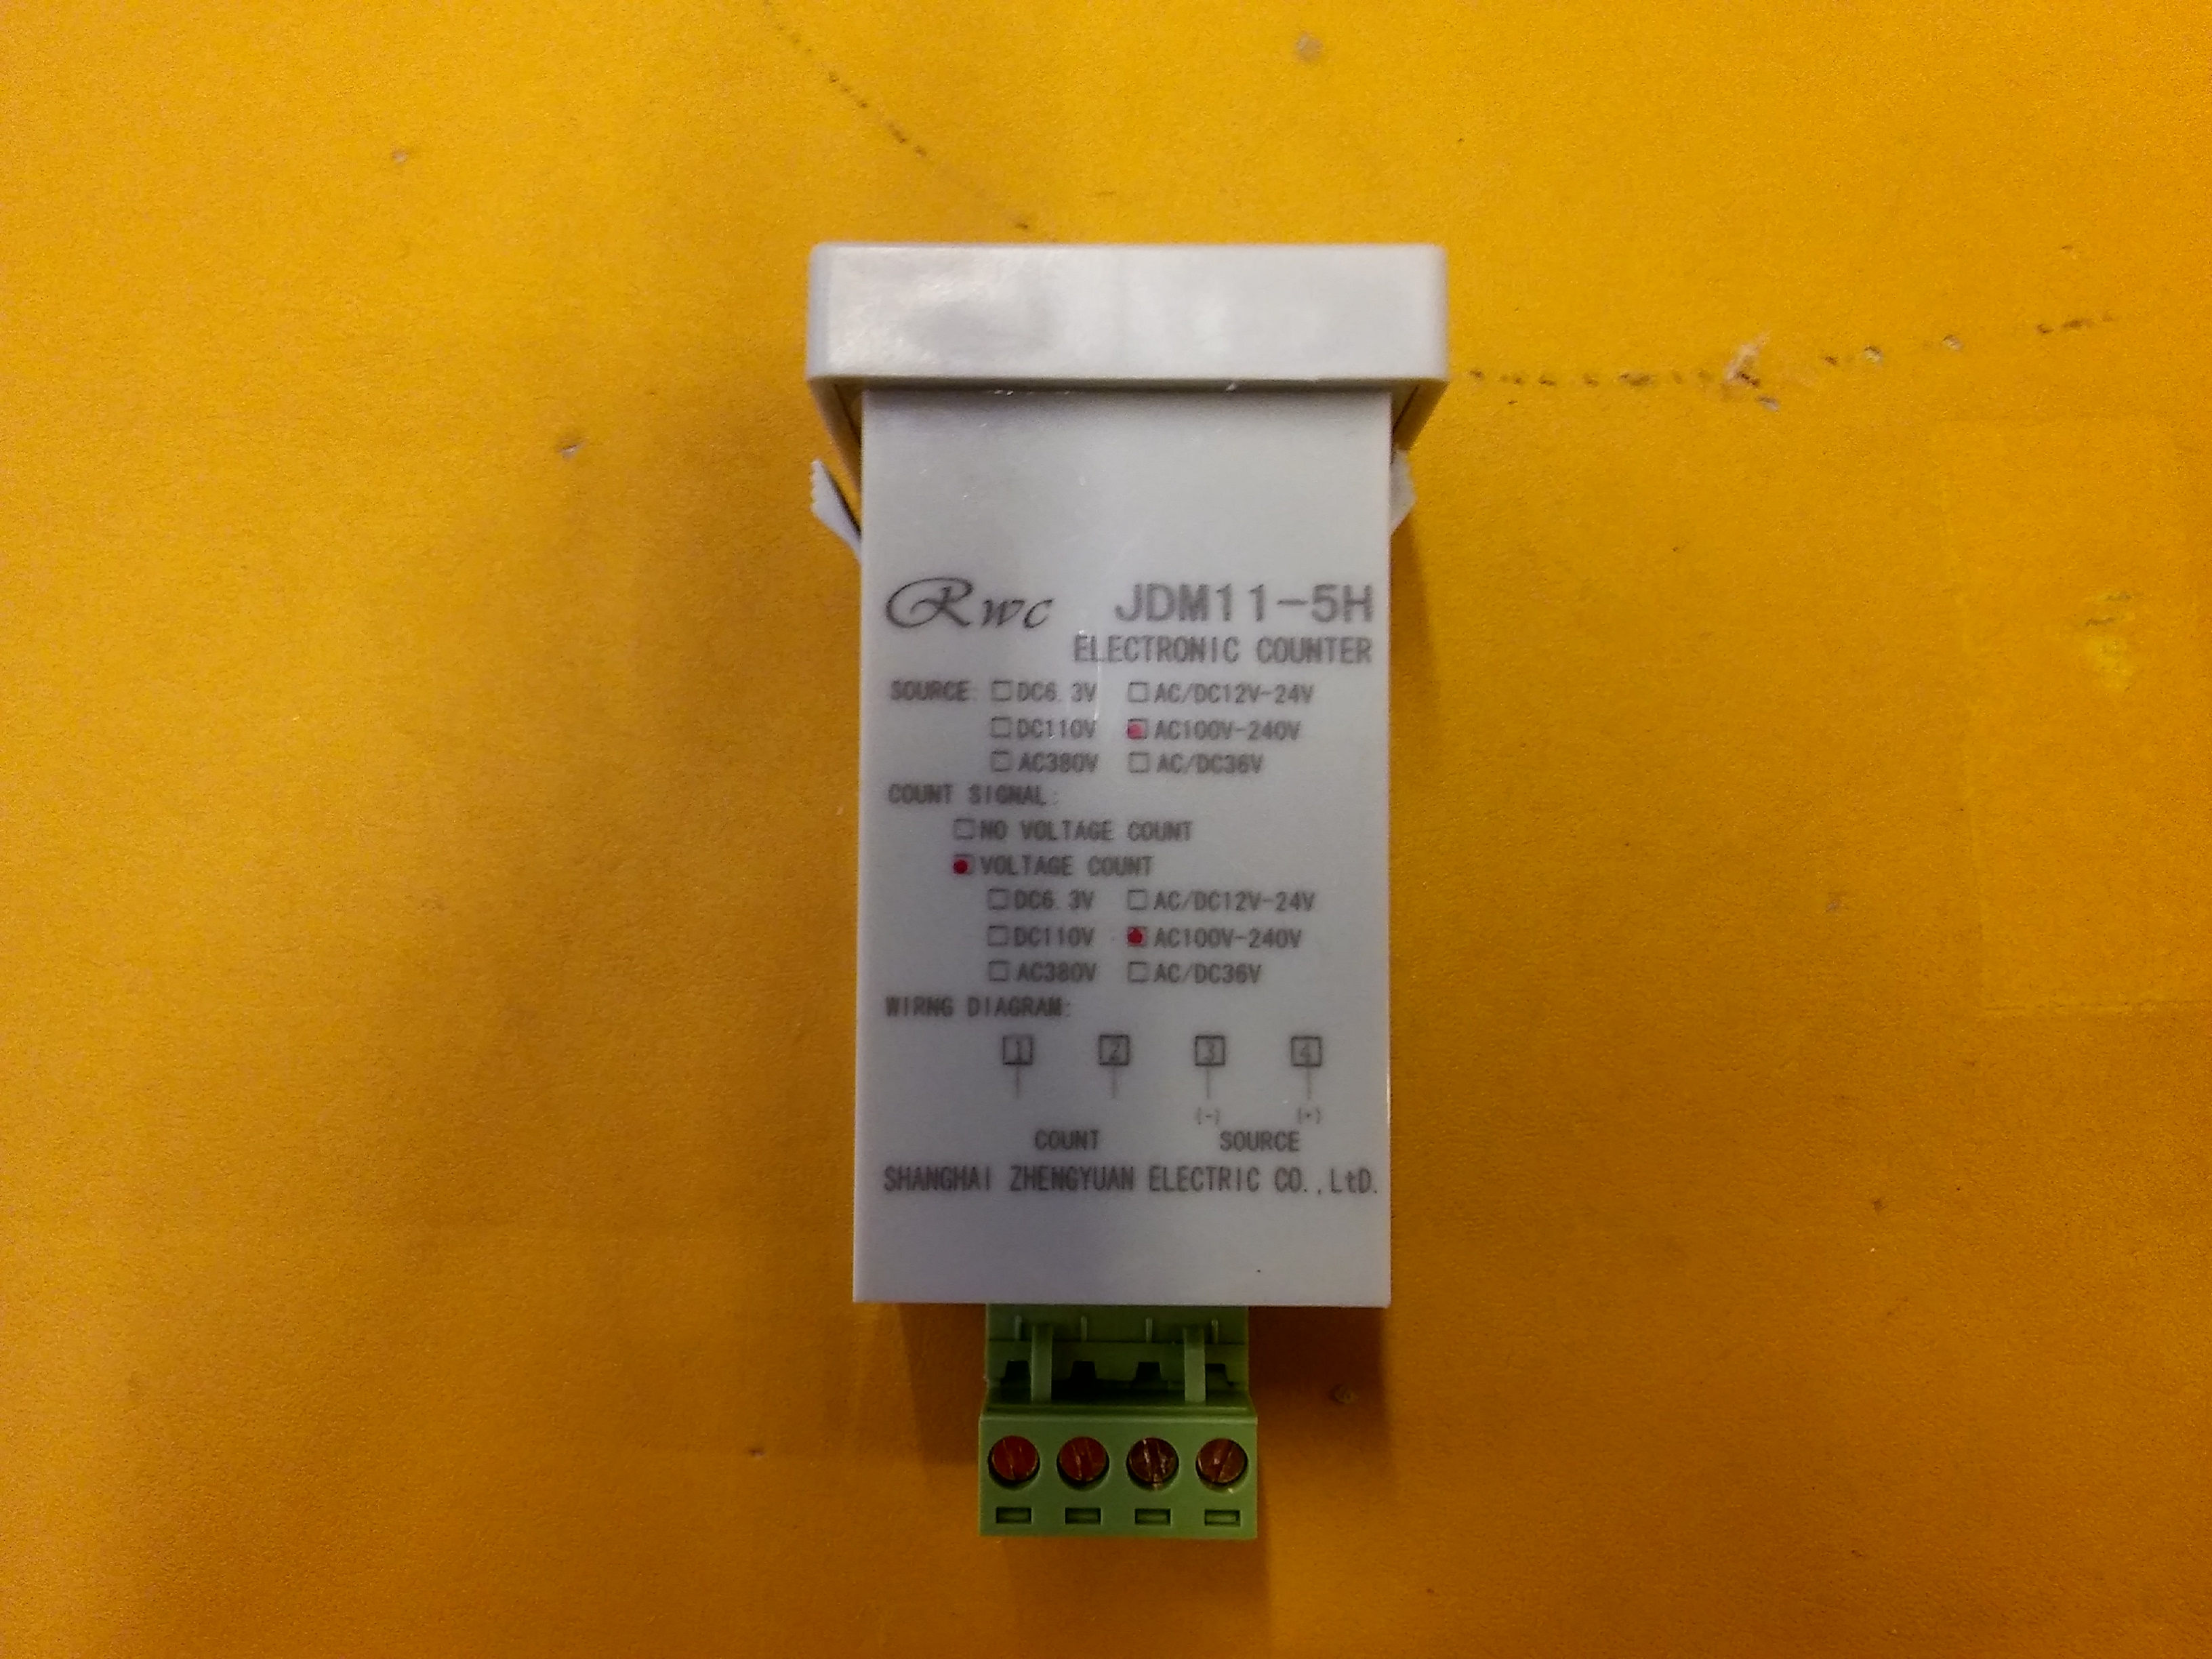 Rwc JDM11-5H
ELECTRONIC COUNTER
SOURCE: DC6.3V AC/DC12V-24V
DC110V AC100V-240V
AC380V AC/DC36V
COUNT SIGNAL:
NO VOLTAGE COUNT
VOLTAGE COUNT
DC6.3V AC/DC12V-24V
DC110V AC100V-240V
AC380V AC/DC36V
WIRNG DIAGRAM:
1 2 3 4
(-) (+)
COUNT SOURCE
SHANGHAI ZHENGYUAN ELECTRIC CO.,LtD.